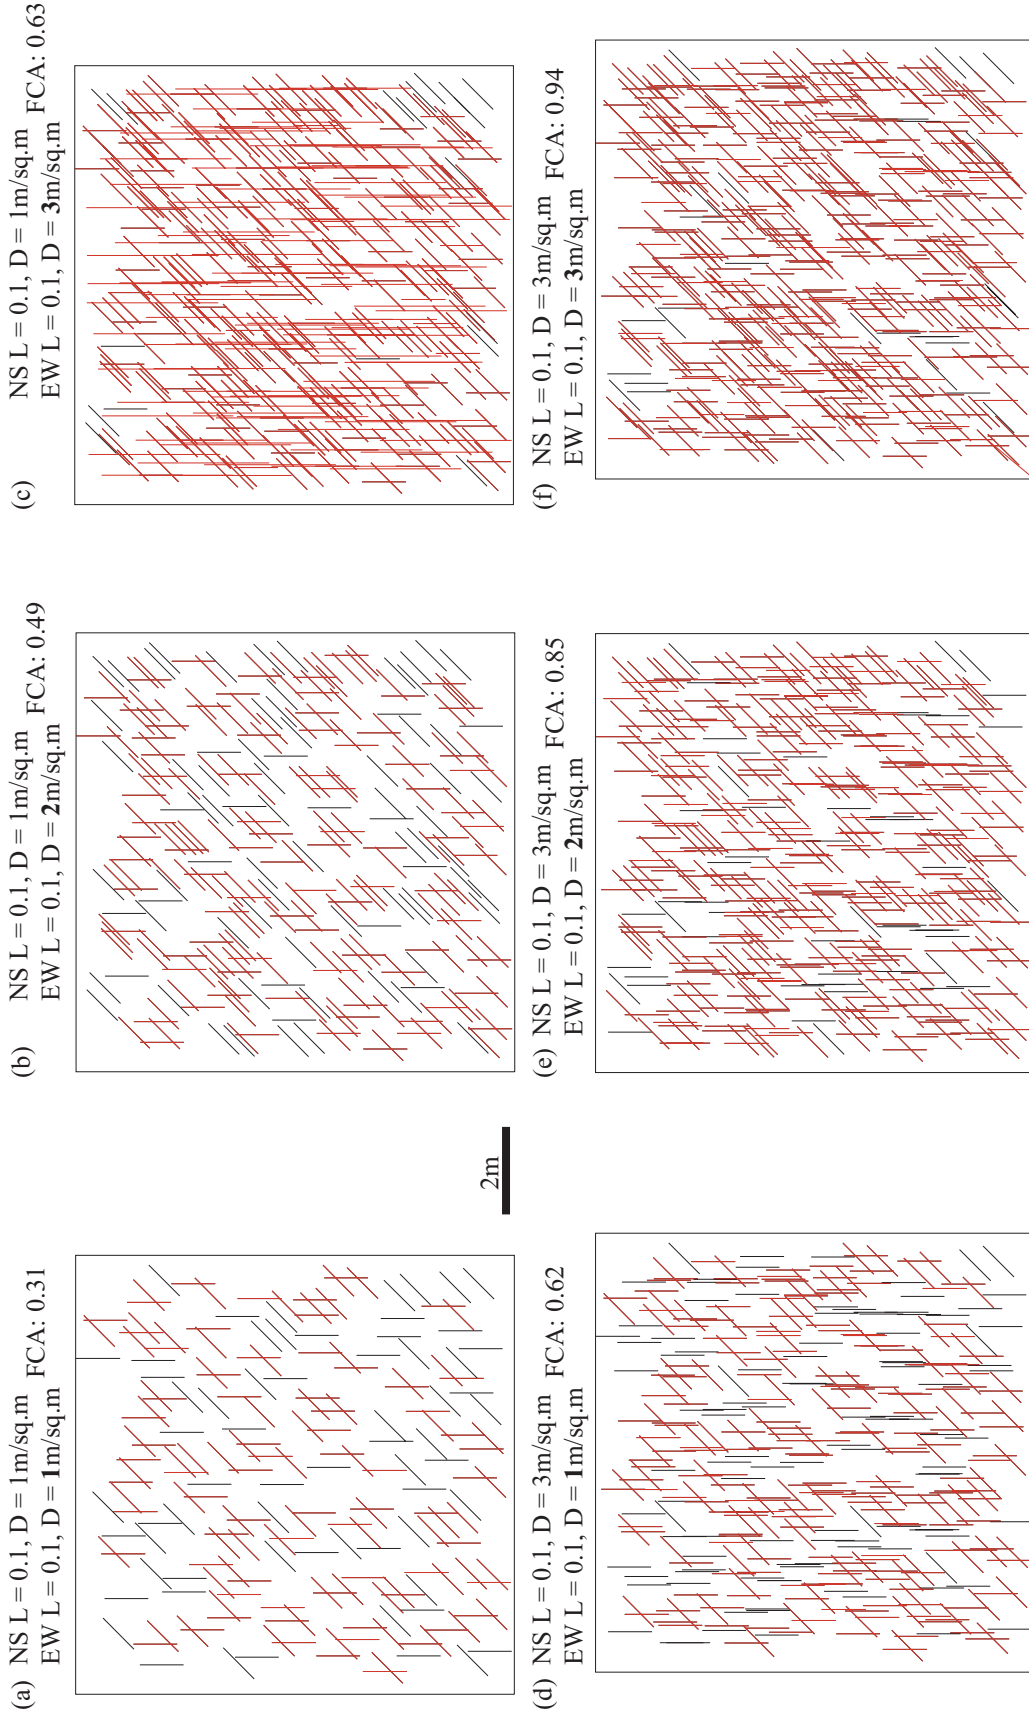 (a) NS L = 0.1, D = 1m/sq.m
EW L = 0.1, D = 1m/sq.m FCA: 0.31
(b) NS L = 0.1, D = 1m/sq.m
EW L = 0.1, D = 2m/sq.m FCA: 0.49
(c) NS L = 0.1, D = 1m/sq.m
EW L = 0.1, D = 3m/sq.m FCA: 0.63
2m
(d) NS L = 0.1, D = 3m/sq.m
EW L = 0.1, D = 1m/sq.m FCA: 0.62
(e) NS L = 0.1, D = 3m/sq.m
EW L = 0.1, D = 2m/sq.m FCA: 0.85
(f) NS L = 0.1, D = 3m/sq.m
EW L = 0.1, D = 3m/sq.m FCA: 0.94